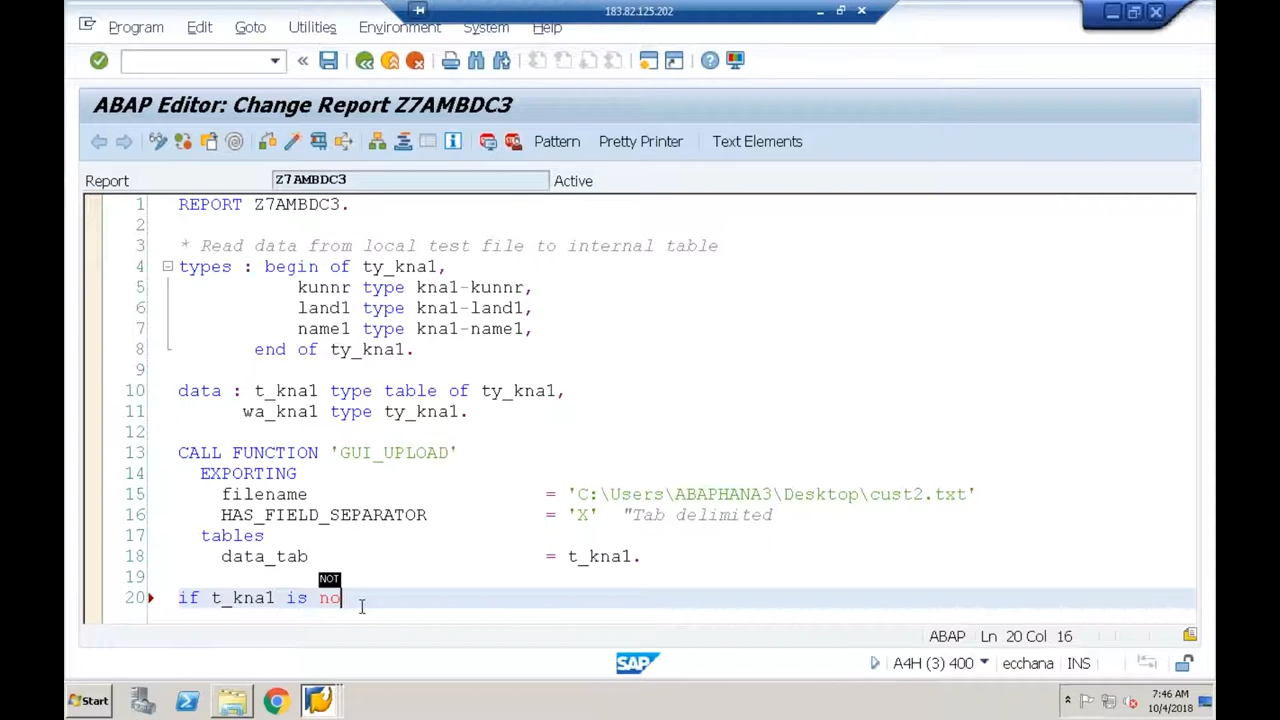 183.82.125.202
Program Edit Goto Utilities Environment System Help
ABAP Editor: Change Report Z7AMBDC3
Pattern Pretty Printer Text Elements
Report Z7AMBDC3 Active
1 REPORT Z7AMBDC3.
2
3 * Read data from local test file to internal table
4 types : begin of ty_kna1,
5 kunnr type kna1-kunnr,
6 land1 type kna1-land1,
7 name1 type kna1-name1,
8 end of ty_kna1.
9
10 data : t_kna1 type table of ty_kna1,
11 wa_kna1 type ty_kna1.
12
13 CALL FUNCTION 'GUI_UPLOAD'
14 EXPORTING
15 filename = 'C:\Users\ABAPHANA3\Desktop\cust2.txt'
16 HAS_FIELD_SEPARATOR = 'X' "Tab delimited
17 tables
18 data_tab = t_kna1.
19 NOT
20 if t_kna1 is no
ABAP Ln 20 Col 16
SAP A4H (3) 400 ecchana INS
Start 7:46 AM
10/4/2018